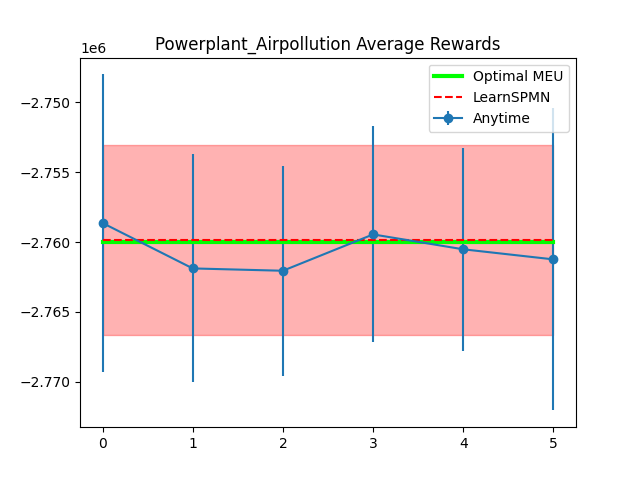 Powerplant_Airpollution Average Rewards
1e6
Optimal MEU
LearnSPMN
Anytime
−2.750
−2.755
−2.760
−2.765
−2.770
0 1 2 3 4 5